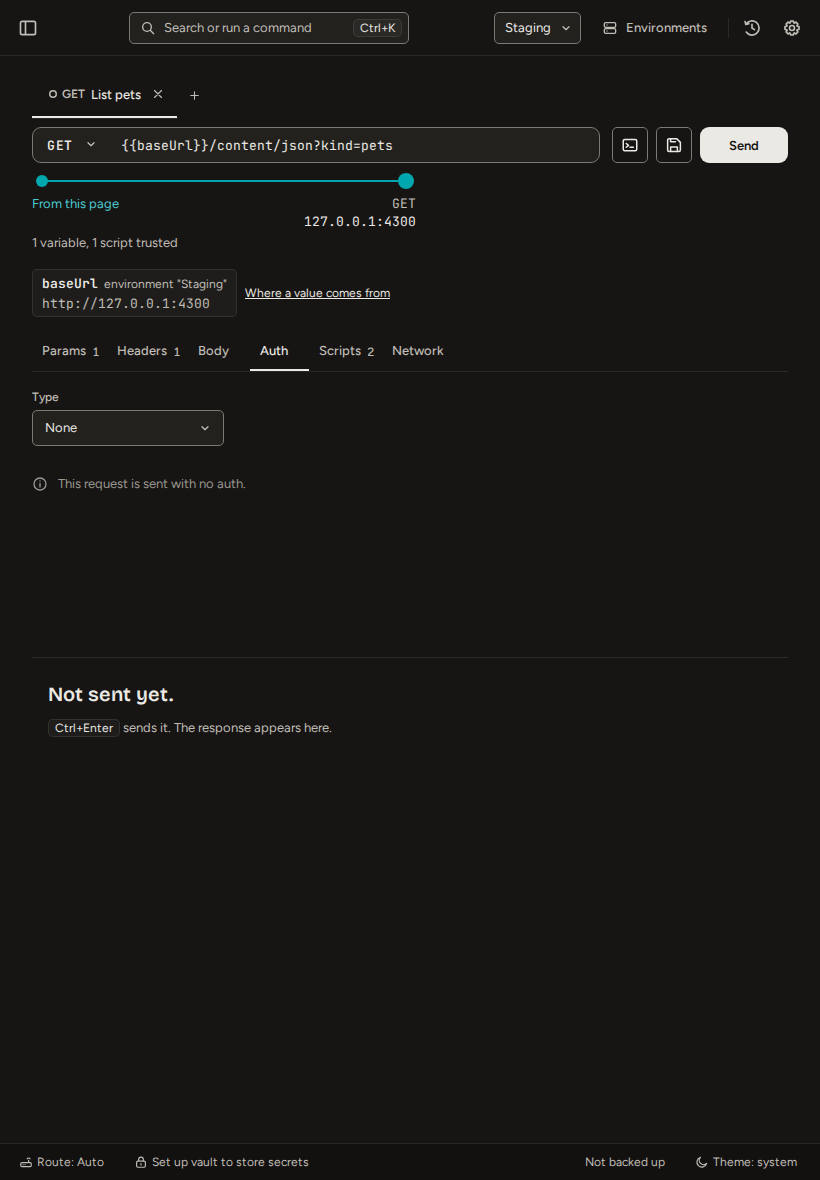 Search or run a command Ctrl+K Staging Environments
GET List pets
GET {{baseUrl}}/content/json?kind=pets Send
From this page GET
127.0.0.1:4300
1 variable, 1 script trusted
baseUrl environment "Staging"
http://127.0.0.1:4300
Where a value comes from
Params 1 Headers 1 Body Auth Scripts 2 Network
Type
None
This request is sent with no auth.
Not sent yet.
Ctrl+Enter sends it. The response appears here.
Route: Auto Set up vault to store secrets Not backed up Theme: system